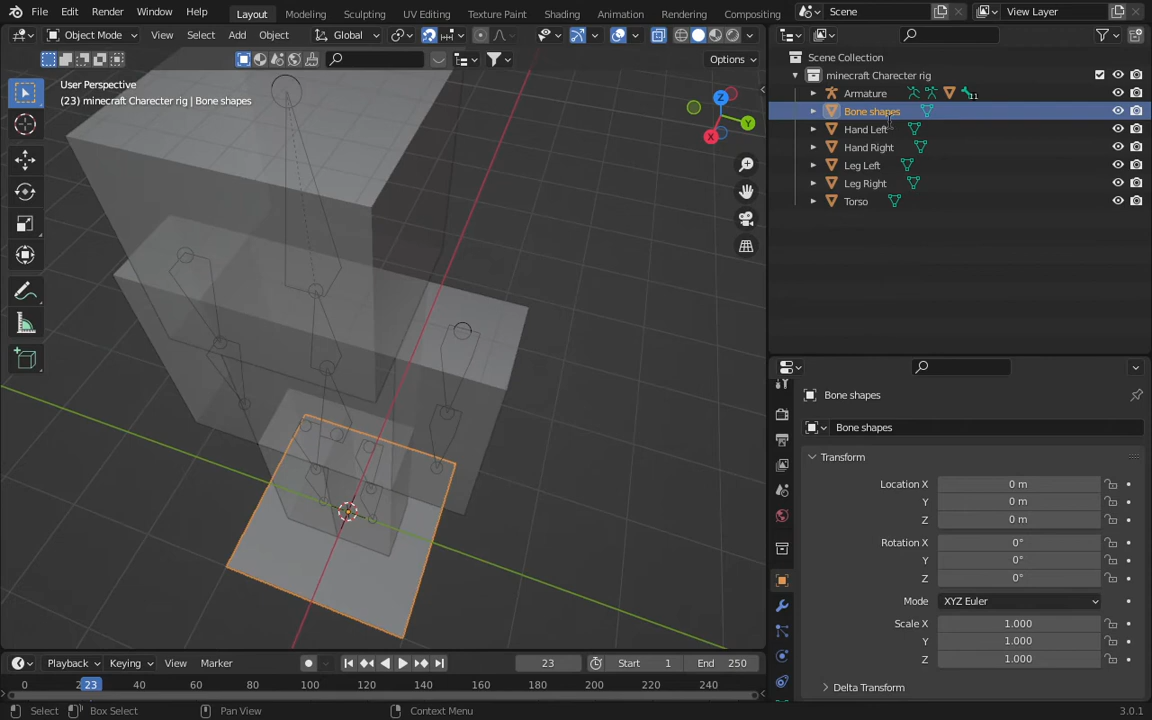 File Edit Render Window Help Layout Modeling Sculpting UV Editing Texture Paint Shading Animation Rendering Compositing Scene View Layer
Object Mode View Select Add Object Global
Options
User Perspective
(23) minecraft Charecter rig | Bone shapes
Z
Y
X
Scene Collection
minecraft Charecter rig
Armature 11
Bone shapes
Hand Left
Hand Right
Leg Left
Leg Right
Torso
Bone shapes
Bone shapes
Transform
Location X 0 m
Y 0 m
Z 0 m
Rotation X 0°
Y 0°
Z 0°
Mode XYZ Euler
Scale X 1.000
Y 1.000
Z 1.000
Delta Transform
Playback Keying View Marker 23 Start 1 End 250
0 23 40 60 80 100 120 140 160 180 200 220 240
Select Box Select Pan View Context Menu 3.0.1